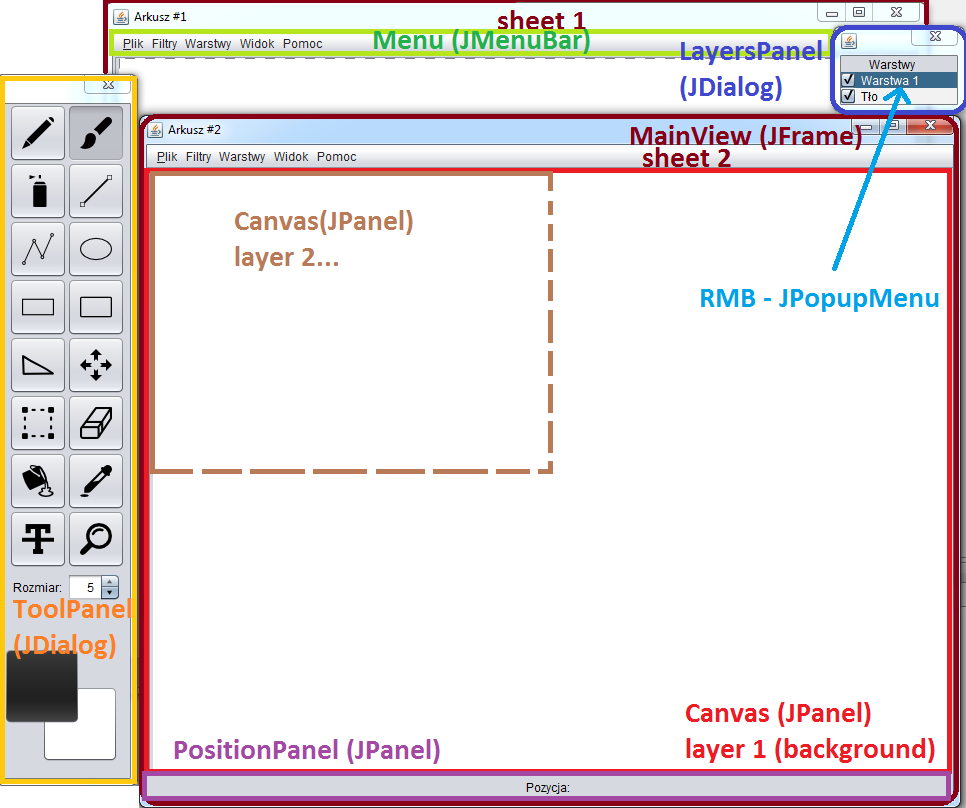 Arkusz #1
sheet 1
Plik Filtry Warstwy Widok Pomoc
Menu (JMenuBar)
LayersPanel
(JDialog)
Warstwy
Warstwa 1
Tło
Arkusz #2
MainView (JFrame)
sheet 2
Plik Filtry Warstwy Widok Pomoc
Canvas(JPanel)
layer 2...
RMB - JPopupMenu
Rozmiar: 5
ToolPanel
(JDialog)
Canvas (JPanel)
layer 1 (background)
PositionPanel (JPanel)
Pozycja: